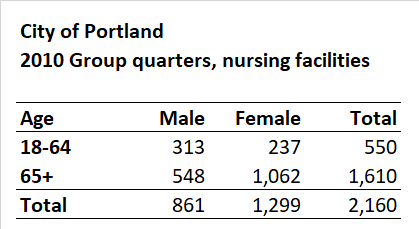 City of Portland
2010 Group quarters, nursing facilities
Age Male Female Total
18-64 313 237 550
65+ 548 1,062 1,610
Total 861 1,299 2,160